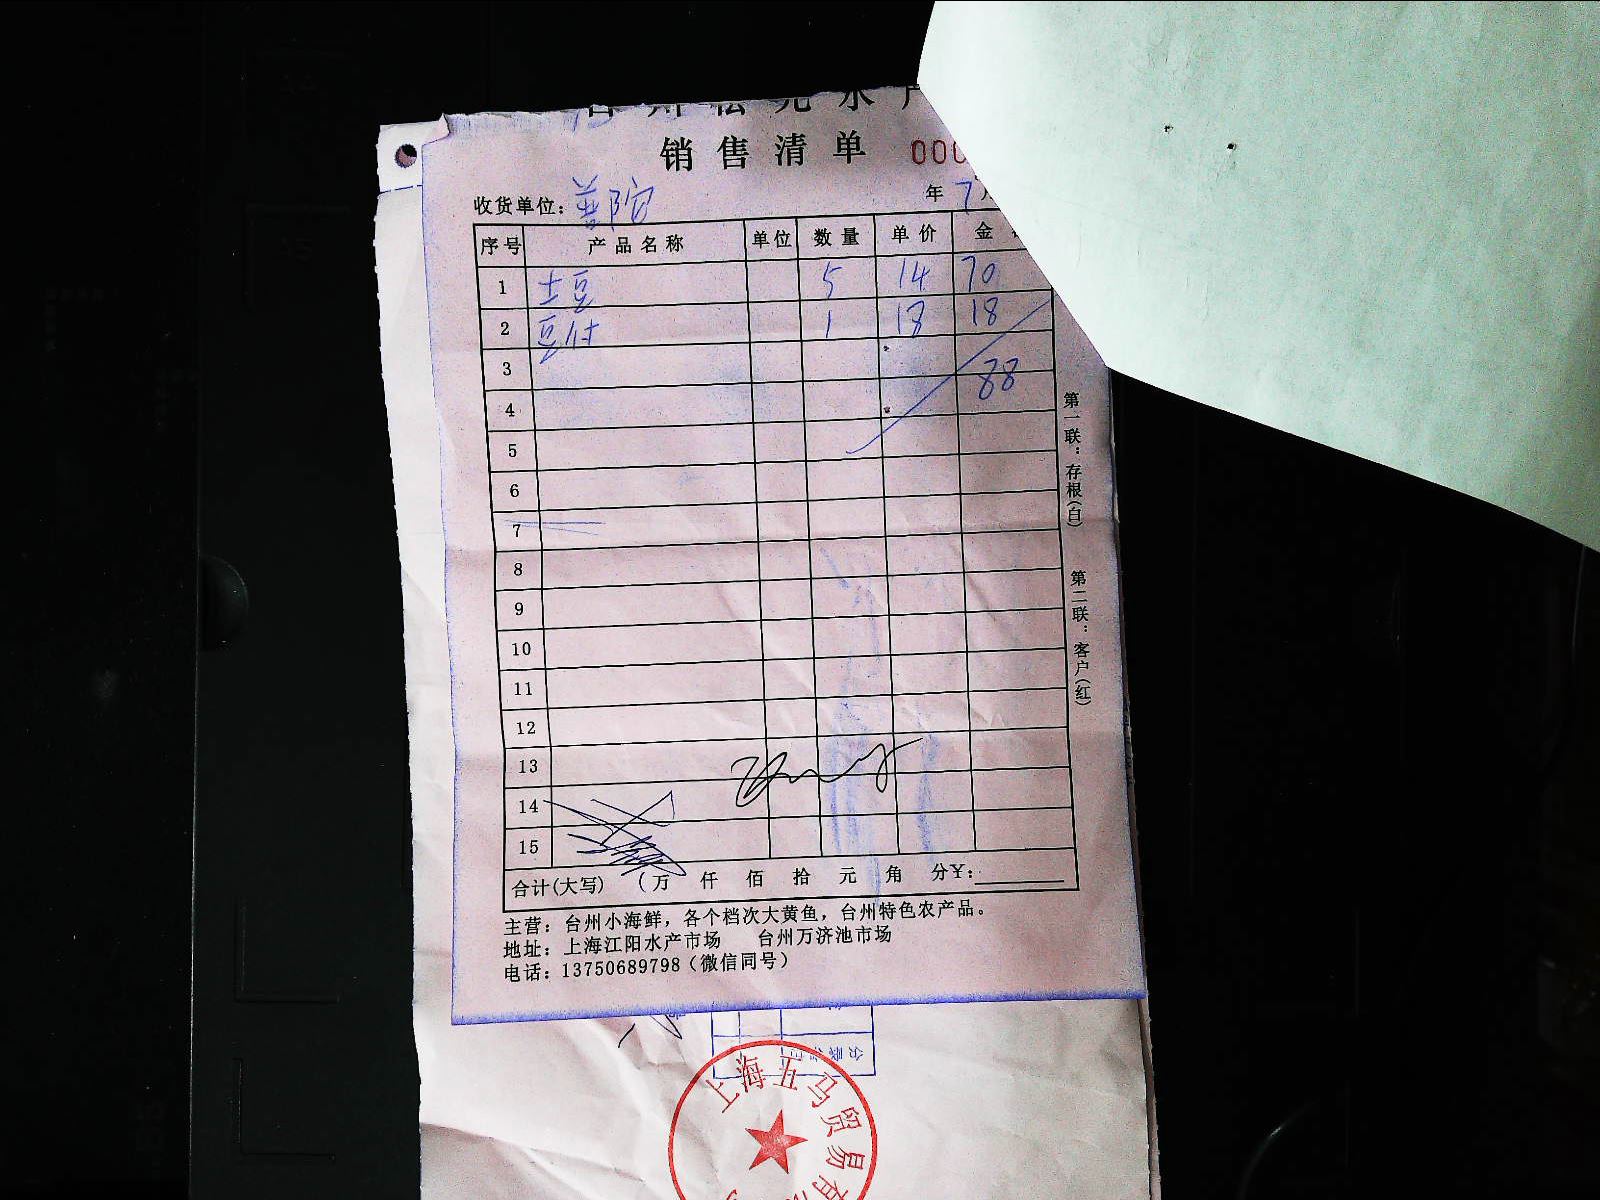 水
销售清单 000
收货单位：普陀 年 7月
序号 产品名称 单位 数量 单价 金
1 土豆 5 14 70
2 豆付 1 18 18
3
88
4
5
6
7
8
9
10
11
12
13
14
15
合计(大写) （万 仟 佰 拾 元 角 分￥：
主营：台州小海鲜，各个档次大黄鱼，台州特色农产品。
地址：上海江阳水产市场 台州万济池市场
电话：13750689798（微信同号）
第一联：存根(白)
第二联：客户(红)
上海五马贸易有